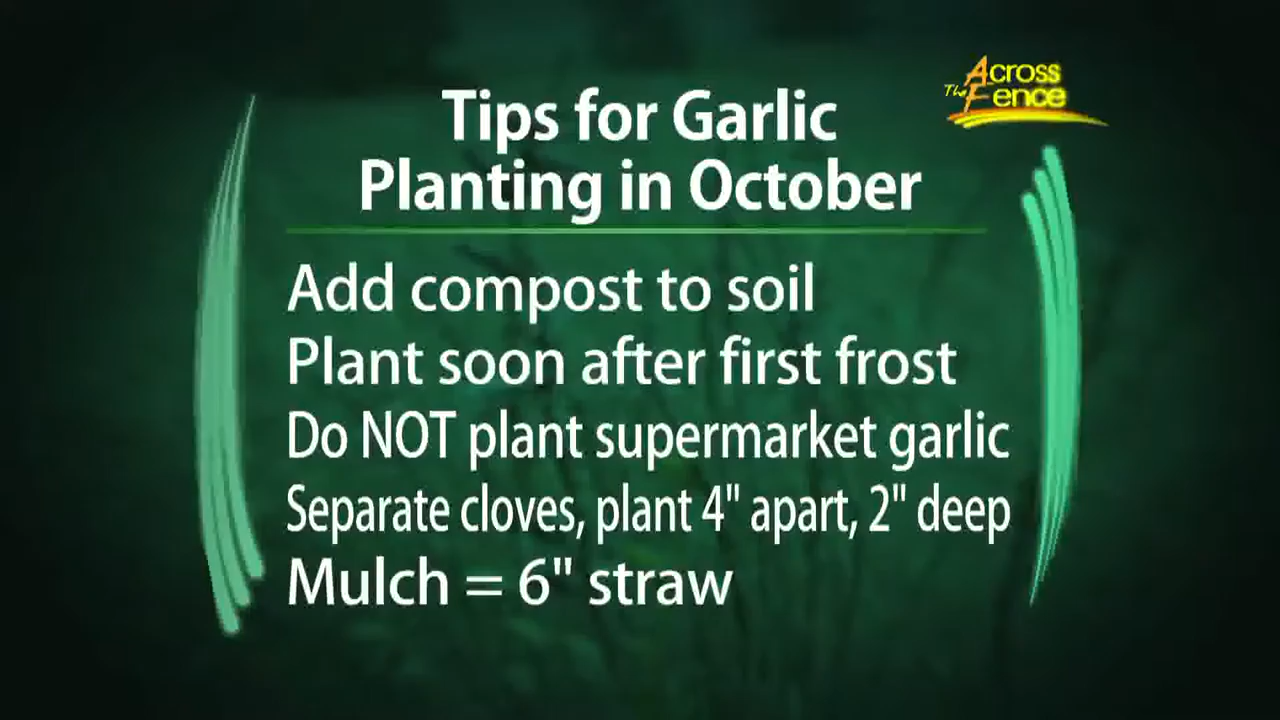 Across
The Fence
Tips for Garlic
Planting in October
Add compost to soil
Plant soon after first frost
Do NOT plant supermarket garlic
Separate cloves, plant 4" apart, 2" deep
Mulch = 6" straw